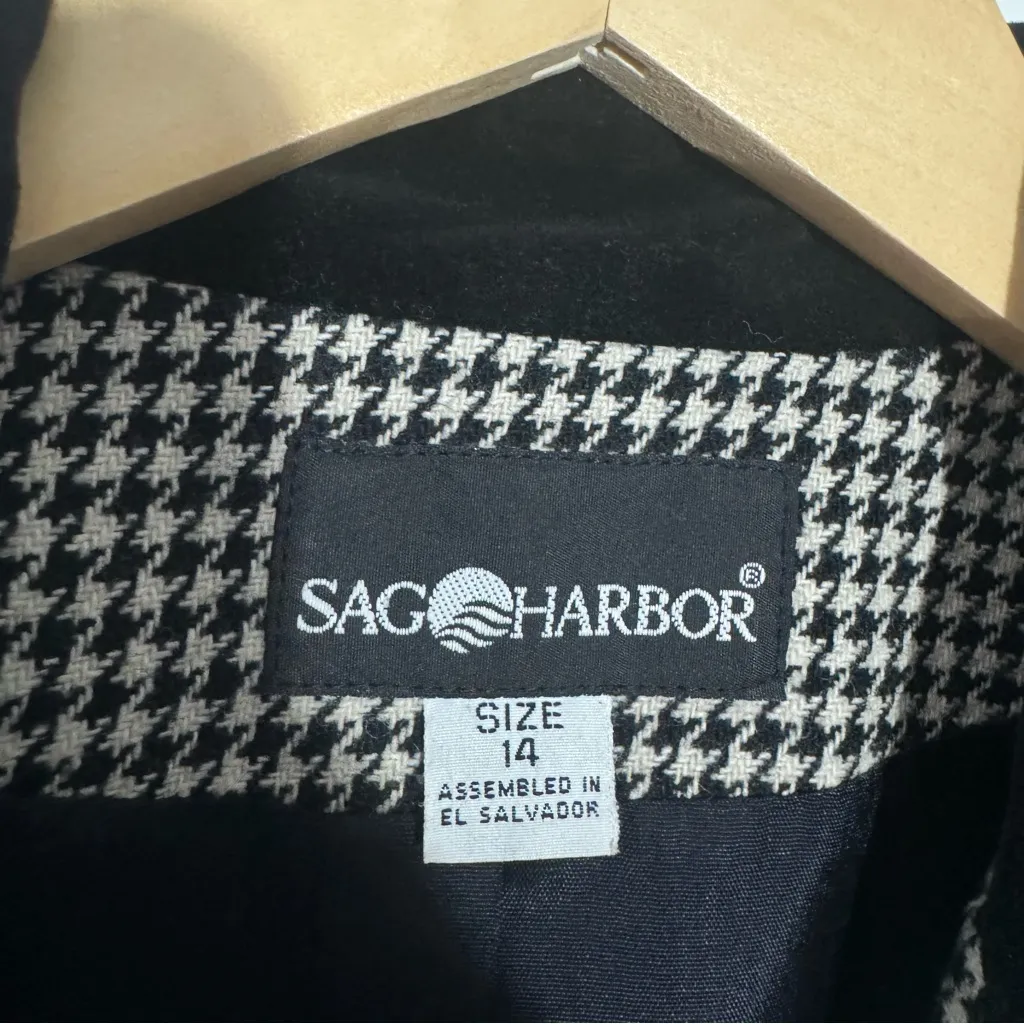 SAG HARBOR®
SIZE
14
ASSEMBLED IN
EL SALVADOR